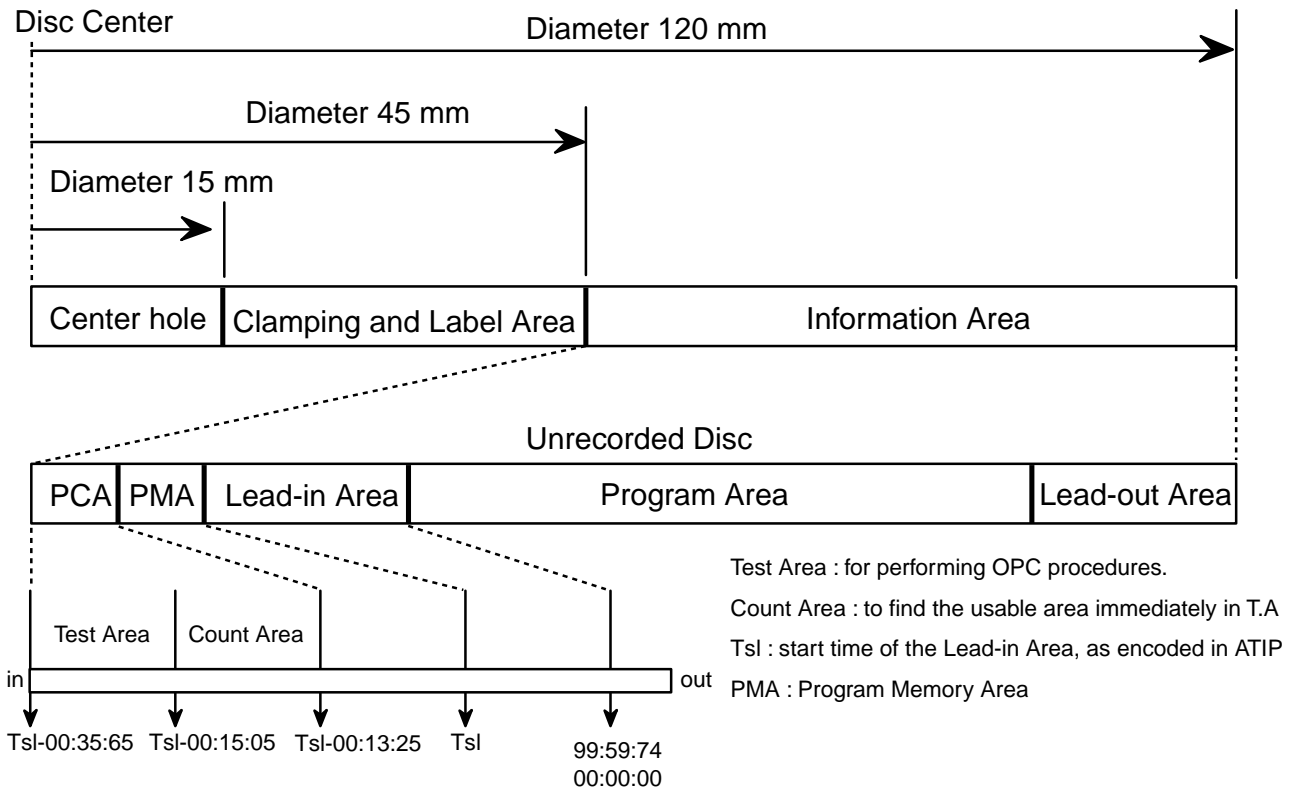 Disc Center
Diameter 120 mm
Diameter 45 mm
Diameter 15 mm
Center hole
Clamping and Label Area
Information Area
Unrecorded Disc
PCA
PMA
Lead-in Area
Program Area
Lead-out Area
Test Area : for performing OPC procedures.
Count Area : to find the usable area immediately in T.A
Tsl : start time of the Lead-in Area, as encoded in ATIP
PMA : Program Memory Area
Test Area
Count Area
in
out
Tsl-00:35:65
Tsl-00:15:05
Tsl-00:13:25
Tsl
99:59:74
00:00:00